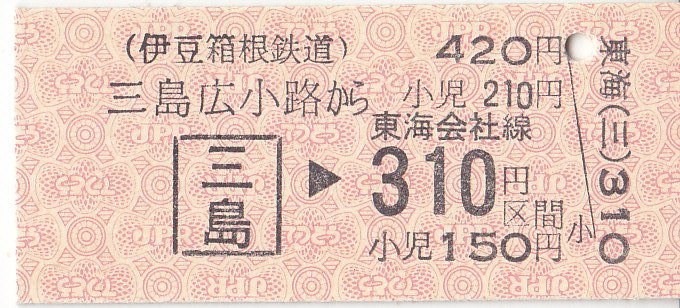 (伊豆箱根鉄道) 420円
三島広小路から 小児 210円
東海会社線
三島 ▶ 310円区間
小児150円
小
東海(三)310